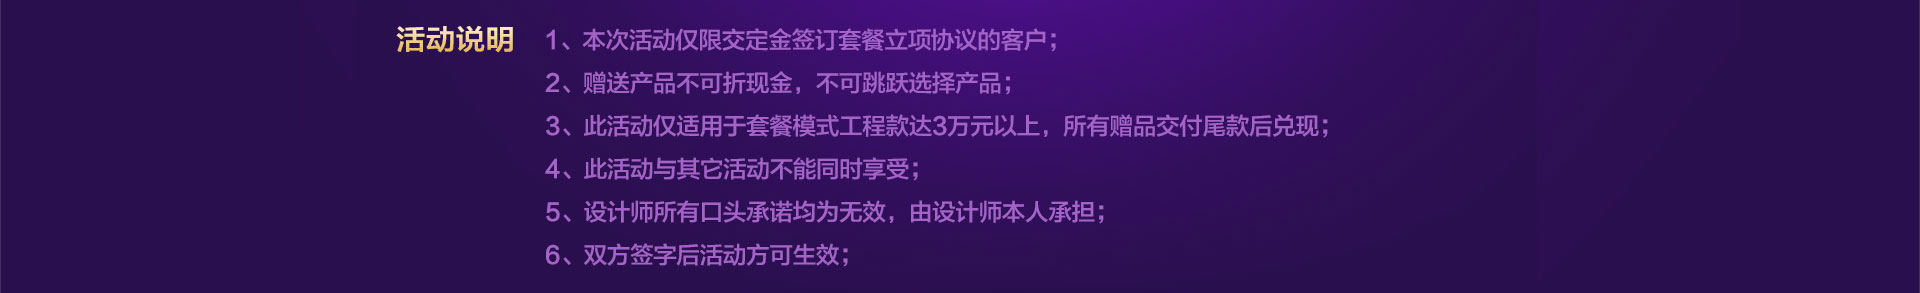 活动说明
1、本次活动仅限交定金签订套餐立项协议的客户；
2、赠送产品不可折现金，不可跳跃选择产品；
3、此活动仅适用于套餐模式工程款达3万元以上，所有赠品交付尾款后兑现；
4、此活动与其它活动不能同时享受；
5、设计师所有口头承诺均为无效，由设计师本人承担；
6、双方签字后活动方可生效；